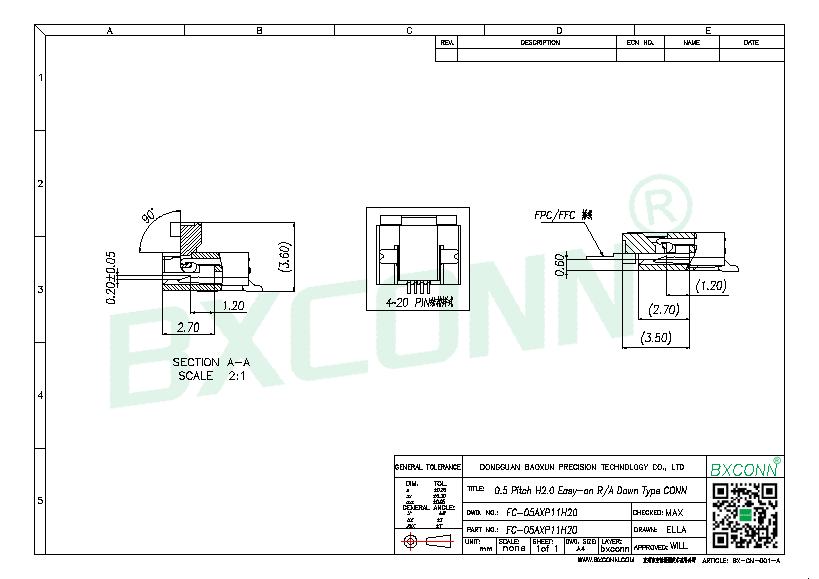 A B C D E
REV. DESCRIPTION ECN NO. NAME DATE
1
2
3
4
5
90°
0.20±0.05
(3.60)
1.20
2.70
SECTION A-A
SCALE 2:1
4-20 PIN
FPC/FFC
0.60
(1.20)
(2.70)
(3.50)
BXCONN®
GENERAL TOLERANCE
DIM. TOL.
GENERAL ANGLE:
DONGGUAN BAOXUN PRECISION TECHNOLOGY CO., LTD
BXCONN®
TITLE: 0.5 Pitch H2.0 Easy-on R/A Down Type CONN
DWG. NO.: FC-05AXP11H20 CHECKED: MAX
PART NO.: FC-05AXP11H20 DRAWN: ELLA
UNIT: mm SCALE: none SHEET: 1of 1 DWG. SIZE: A4 LAYER: bxconn APPROVED: WILL
WWW.BXCONN.COM ARTICLE: BX-CN-001-A